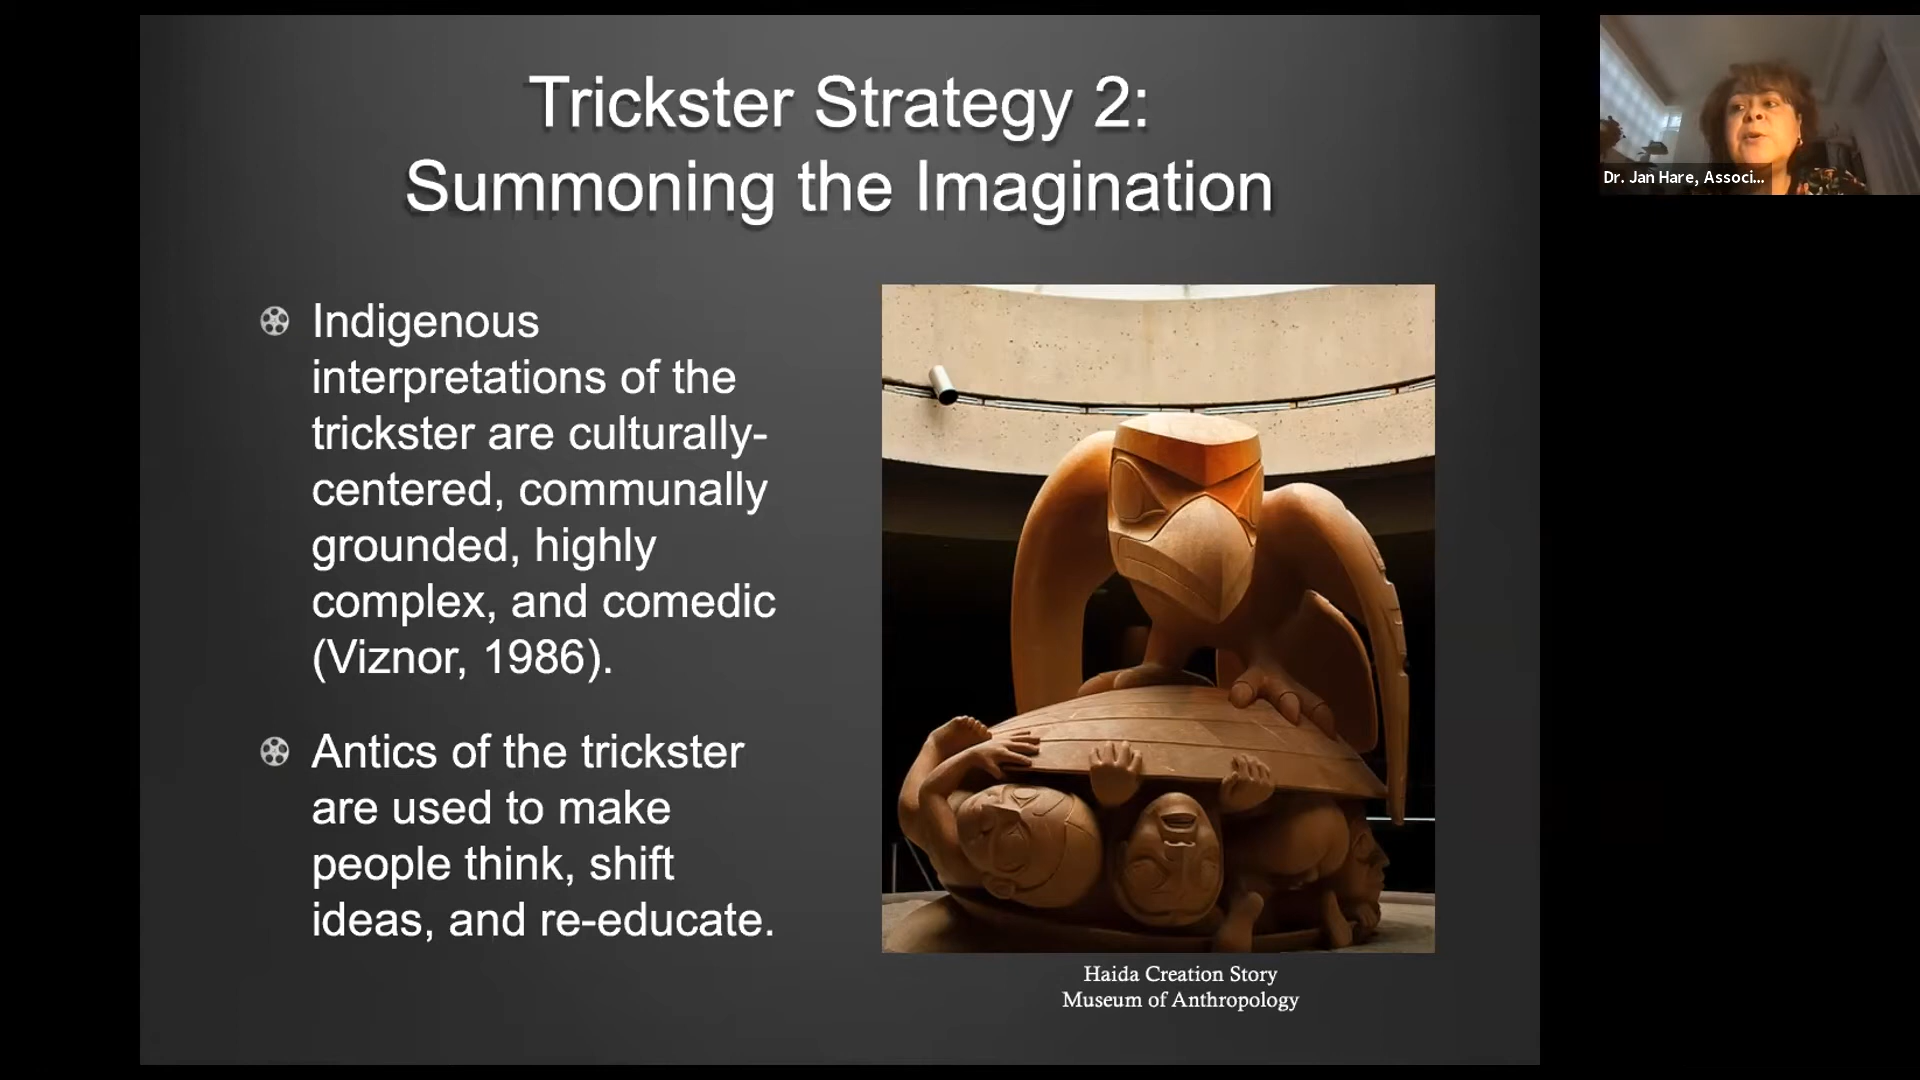 Trickster Strategy 2:
Summoning the Imagination
Indigenous
interpretations of the
trickster are culturally-
centered, communally
grounded, highly
complex, and comedic
(Viznor, 1986).
Antics of the trickster
are used to make
people think, shift
ideas, and re-educate.
Haida Creation Story
Museum of Anthropology
Dr. Jan Hare, Associ...